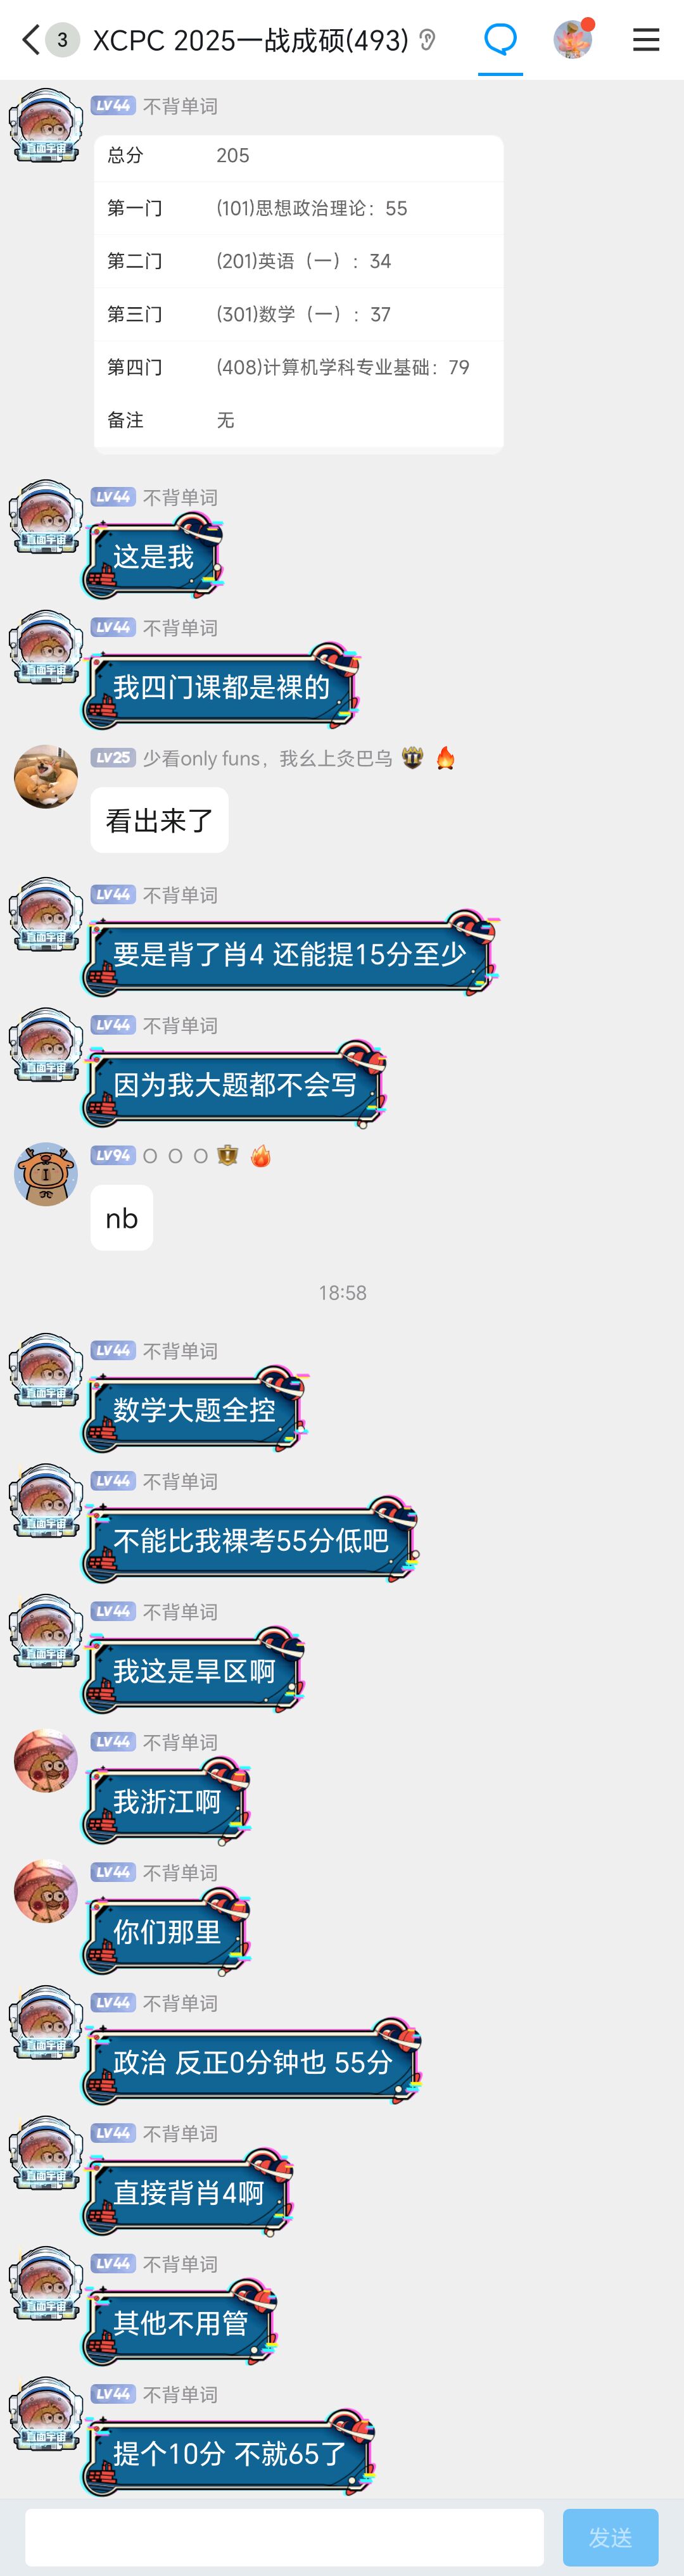 3 XCPC 2025一战成硕(493)
LV44 不背单词
总分 205
第一门 (101)思想政治理论：55
第二门 (201)英语（一）：34
第三门 (301)数学（一）：37
第四门 (408)计算机学科专业基础：79
备注 无
LV44 不背单词
这是我
LV44 不背单词
我四门课都是裸的
LV25 少看only funs，我幺上灸巴乌
看出来了
LV44 不背单词
要是背了肖4 还能提15分至少
LV44 不背单词
因为我大题都不会写
LV94 O O O
nb
18:58
LV44 不背单词
数学大题全控
LV44 不背单词
不能比我裸考55分低吧
LV44 不背单词
我这是旱区啊
LV44 不背单词
我浙江啊
LV44 不背单词
你们那里
LV44 不背单词
政治 反正0分钟也 55分
LV44 不背单词
直接背肖4啊
LV44 不背单词
其他不用管
LV44 不背单词
提个10分 不就65了
发送